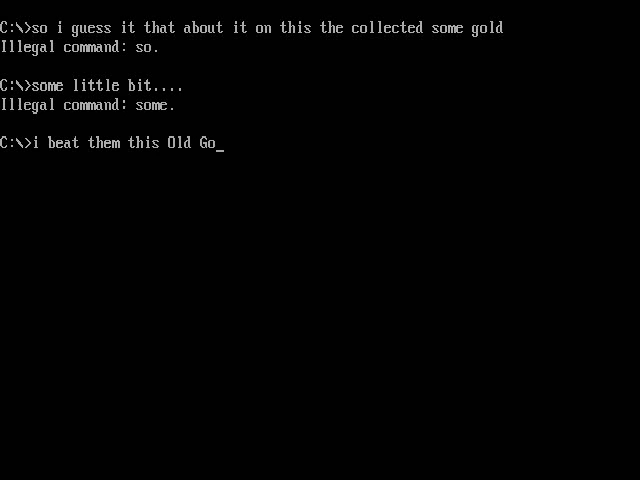 C:\>so i guess it that about it on this the collected some gold
Illegal command: so.
C:\>some little bit....
Illegal command: some.
C:\>i beat them this Old Go_